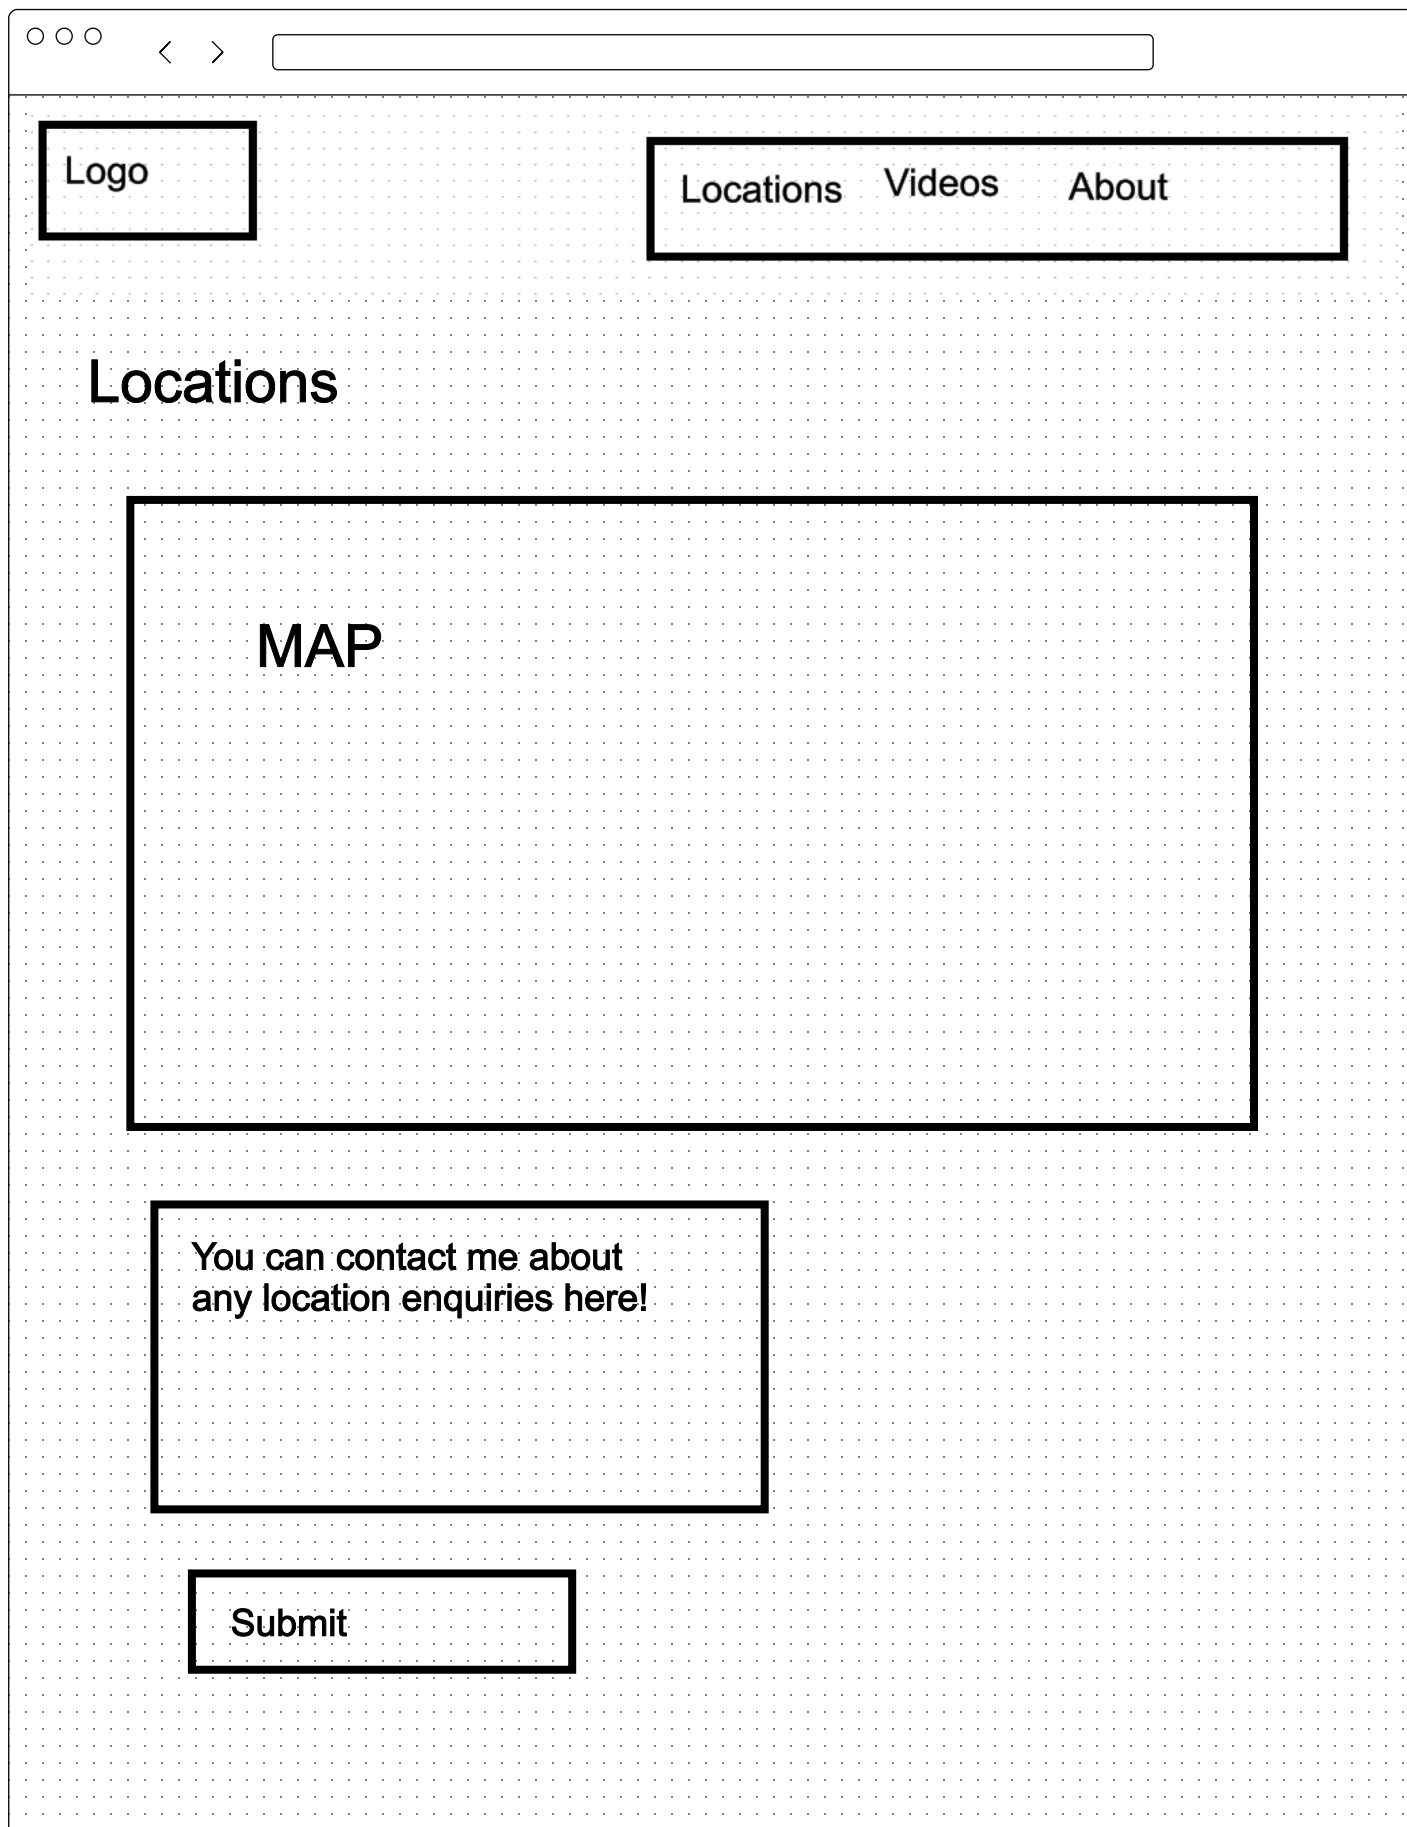 Logo
Locations Videos About
Locations
MAP
You can contact me about
any location enquiries here!
Submit